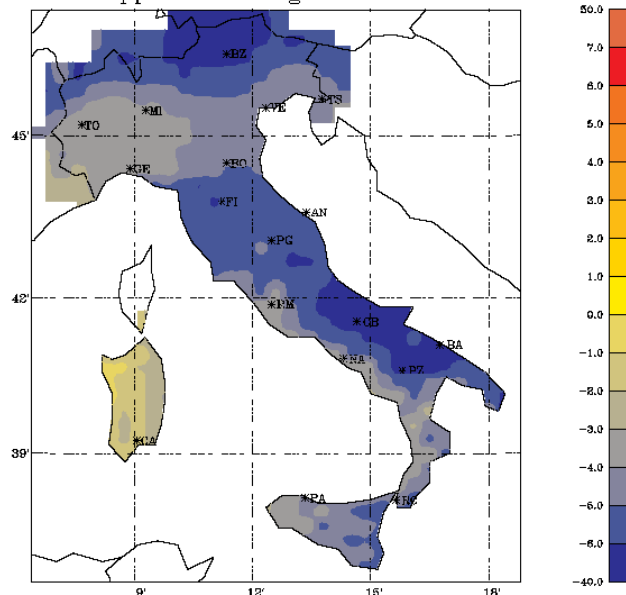 50.0
7.0
*BZ
6.0
5.0
*MI
*VE
*TS
*TO
45'
4.0
*GE
*BO
3.0
*FI
*AN
2.0
*PG
1.0
42'
*RM
0.0
*CB
*BA
-1.0
*NA
*PZ
-2.0
*CA
39'
-3.0
*PA
*RC
-4.0
-5.0
-6.0
-40.0
9'
12'
15'
18'